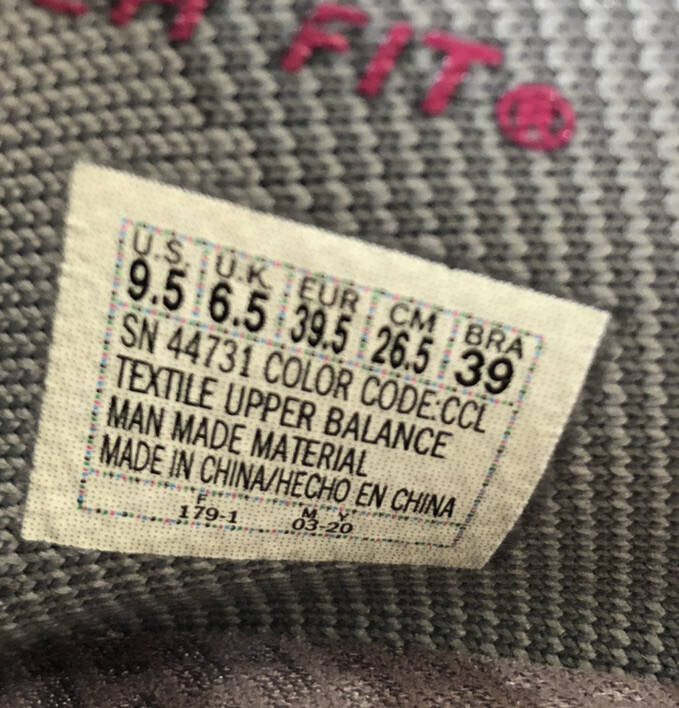 FIT®
U.S. U.K EUR CM BRA
9.5 6.5 39.5 26.5 39
SN 44731 COLOR CODE:CCL
TEXTILE UPPER BALANCE
MAN MADE MATERIAL
MADE IN CHINA/HECHO EN CHINA
F M Y
179-1 03-20